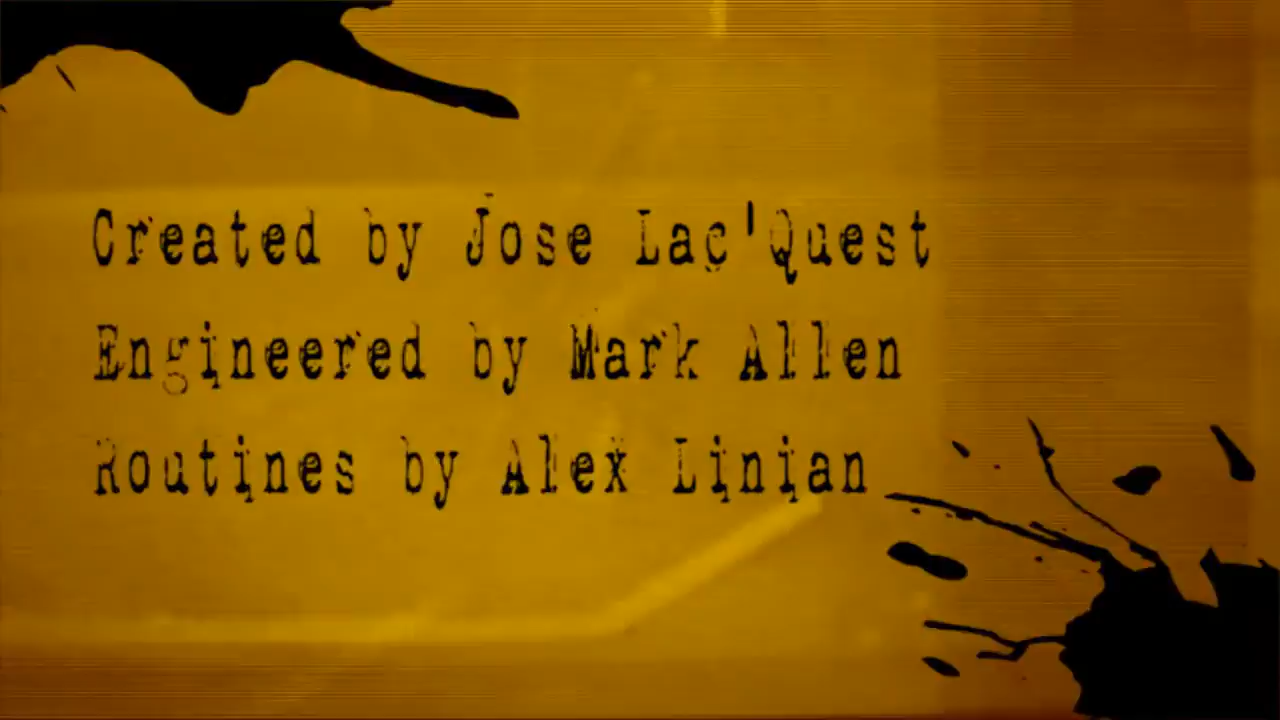 Created by Jose Lac'Quest
Engineered by Mark Allen
Routines by Alex Linian